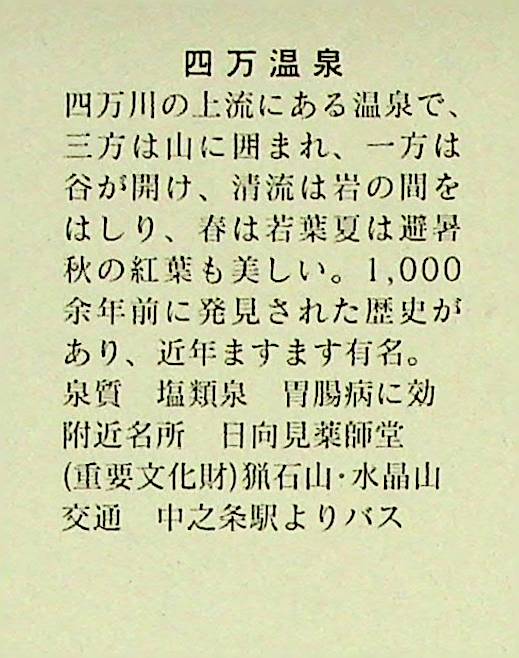 四万温泉
四万川の上流にある温泉で、
三方は山に囲まれ、一方は
谷が開け、清流は岩の間を
はしり、春は若葉夏は避暑
秋の紅葉も美しい。1,000
余年前に発見された歴史が
あり、近年ますます有名。
泉質　塩類泉　胃腸病に効
附近名所　日向見薬師堂
(重要文化財)猟石山・水晶山
交通　中之条駅よりバス